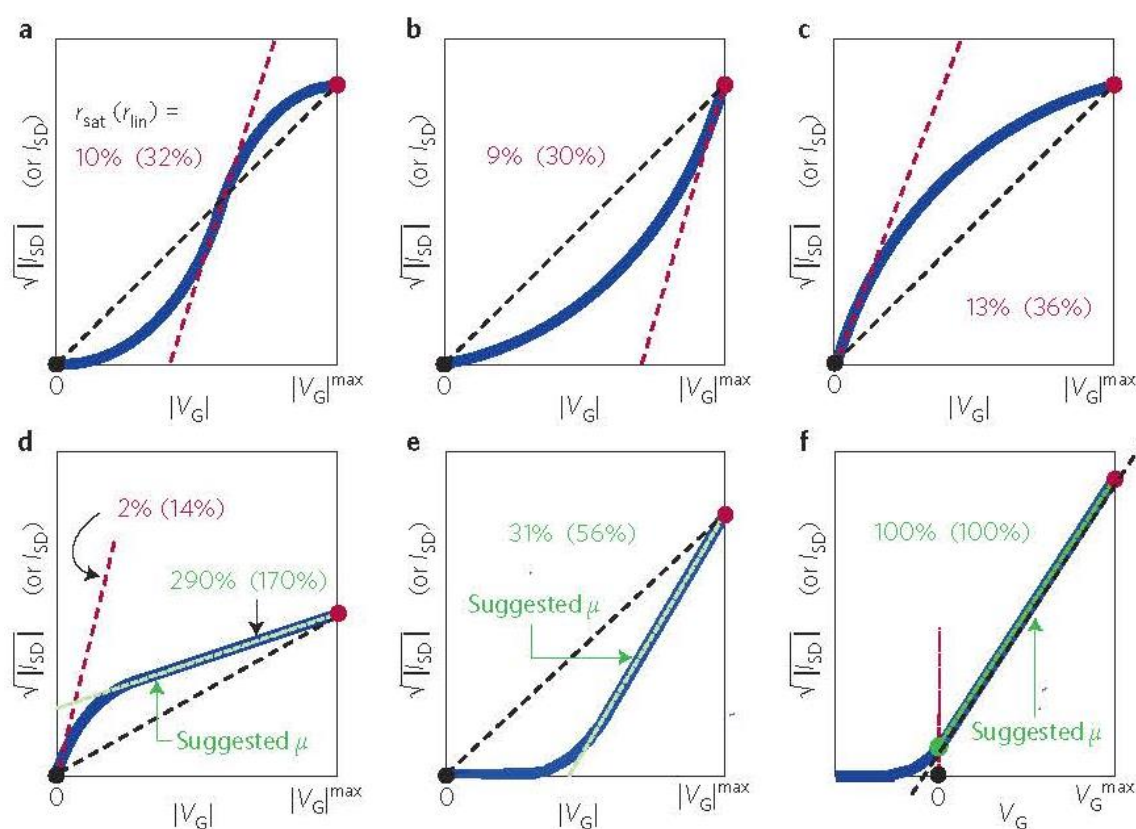 a
√|I_SD| (or I_SD)
r_sat (r_lin) =
10% (32%)
0
|V_G|^max
|V_G|
b
√|I_SD| (or I_SD)
9% (30%)
0
|V_G|^max
|V_G|
c
√|I_SD| (or I_SD)
13% (36%)
0
|V_G|^max
|V_G|
d
√|I_SD| (or I_SD)
2% (14%)
290% (170%)
Suggested μ
0
|V_G|^max
|V_G|
e
√|I_SD| (or I_SD)
31% (56%)
Suggested μ
0
|V_G|^max
|V_G|
f
√|I_SD| (or I_SD)
100% (100%)
Suggested μ
0
V_G^max
V_G